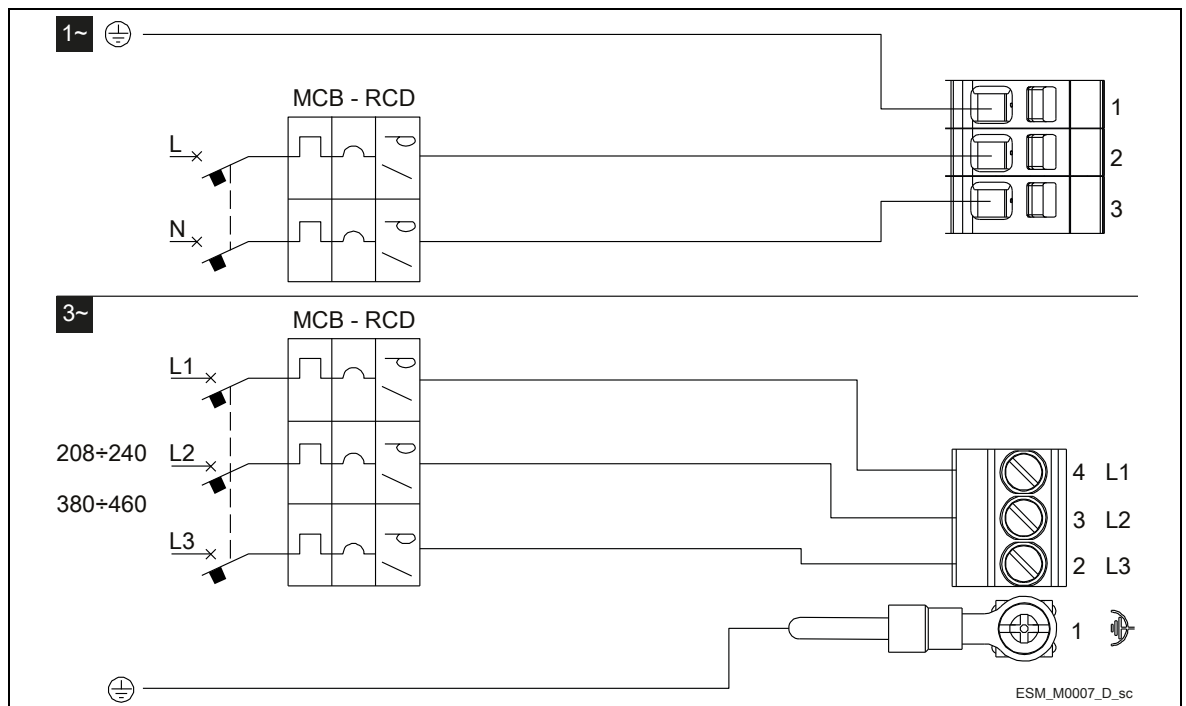 1~
MCB - RCD
L
N
1
2
3
3~
MCB - RCD
L1
208÷240 L2
380÷460
L3
4 L1
3 L2
2 L3
1
ESM_M0007_D_sc